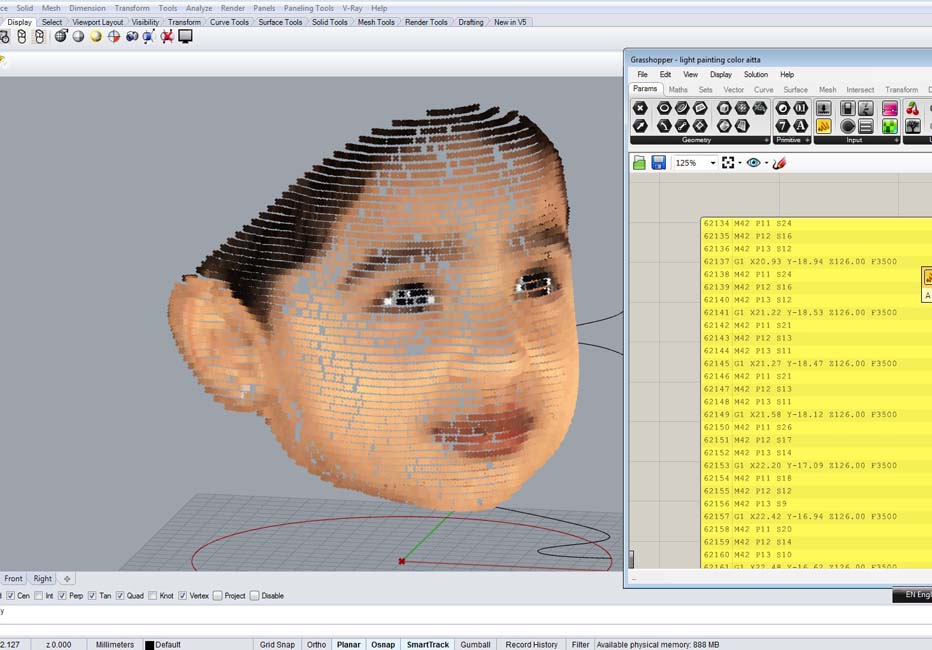 ce Solid Mesh Dimension Transform Tools Analyze Render Panels Paneling Tools V-Ray Help
Display Select Viewport Layout Visibility Transform Curve Tools Surface Tools Solid Tools Mesh Tools Render Tools Drafting New in V5
Grasshopper - light painting color aitta
File Edit View Display Solution Help
Params Maths Sets Vector Curve Surface Mesh Intersect Transform D
Geometry Primitive Input
125%
62134 M42 P11 S24
62135 M42 P12 S16
62136 M42 P13 S12
62137 G1 X20.93 Y-18.94 Z126.00 F3500
62138 M42 P11 S24
62139 M42 P12 S16
62140 M42 P13 S12
62141 G1 X21.22 Y-18.53 Z126.00 F3500
62142 M42 P11 S21
62143 M42 P12 S13
62144 M42 P13 S11
62145 G1 X21.27 Y-18.47 Z126.00 F3500
62146 M42 P11 S21
62147 M42 P12 S13
62148 M42 P13 S11
62149 G1 X21.58 Y-18.12 Z126.00 F3500
62150 M42 P11 S26
62151 M42 P12 S17
62152 M42 P13 S14
62153 G1 X22.20 Y-17.09 Z126.00 F3500
62154 M42 P11 S18
62155 M42 P12 S12
62156 M42 P13 S9
62157 G1 X22.42 Y-16.94 Z126.00 F3500
62158 M42 P11 S20
62159 M42 P12 S14
62160 M42 P13 S10
62161 G1 X22.48 Y-16.62 Z126.00 F3500
A
Front Right
Cen Int Perp Tan Quad Knot Vertex Project Disable
EN Engl
y
2.127 z 0.000 Millimeters Default Grid Snap Ortho Planar Osnap SmartTrack Gumball Record History Filter Available physical memory: 888 MB